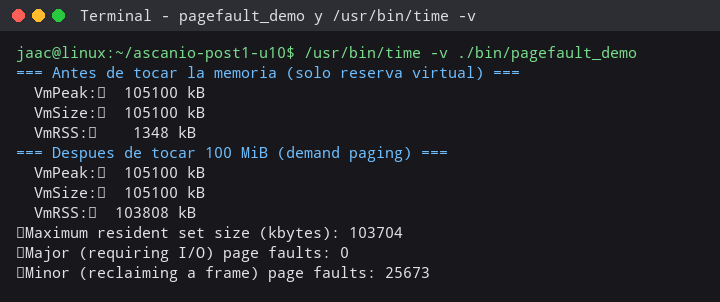 Terminal - pagefault_demo y /usr/bin/time -v
jaac@linux:~/ascanio-post1-u10$ /usr/bin/time -v ./bin/pagefault_demo
=== Antes de tocar la memoria (solo reserva virtual) ===
VmPeak:▯  105100 kB
VmSize:▯  105100 kB
VmRSS:▯    1348 kB
=== Despues de tocar 100 MiB (demand paging) ===
VmPeak:▯  105100 kB
VmSize:▯  105100 kB
VmRSS:▯  103808 kB
▯Maximum resident set size (kbytes): 103704
▯Major (requiring I/O) page faults: 0
▯Minor (reclaiming a frame) page faults: 25673